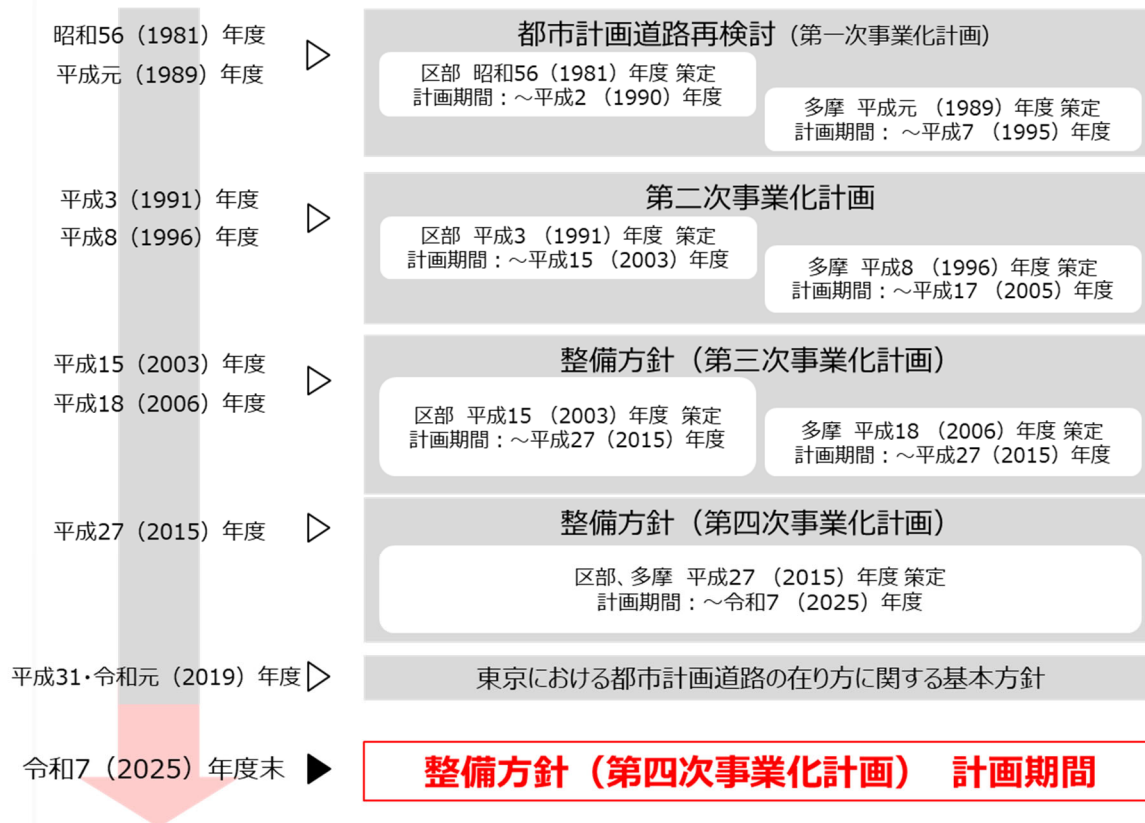 昭和56（1981）年度
平成元（1989）年度
都市計画道路再検討（第一次事業化計画）
区部 昭和56（1981）年度 策定
計画期間：～平成2 （1990）年度
多摩 平成元 （1989）年度 策定
計画期間： ～平成7 （1995）年度
平成3（1991）年度
平成8（1996）年度
第二次事業化計画
区部 平成3 （1991）年度 策定
計画期間：～平成15 （2003）年度
多摩 平成8 （1996）年度 策定
計画期間：～平成17 （2005）年度
平成15（2003）年度
平成18（2006）年度
整備方針（第三次事業化計画）
区部 平成15 （2003）年度 策定
計画期間：～平成27（2015）年度
多摩 平成18 （2006）年度 策定
計画期間：～平成27（2015）年度
平成27（2015）年度
整備方針（第四次事業化計画）
区部、多摩 平成27 （2015）年度 策定
計画期間：～令和7 （2025）年度
平成31・令和元（2019）年度
東京における都市計画道路の在り方に関する基本方針
令和7（2025）年度末
整備方針（第四次事業化計画） 計画期間